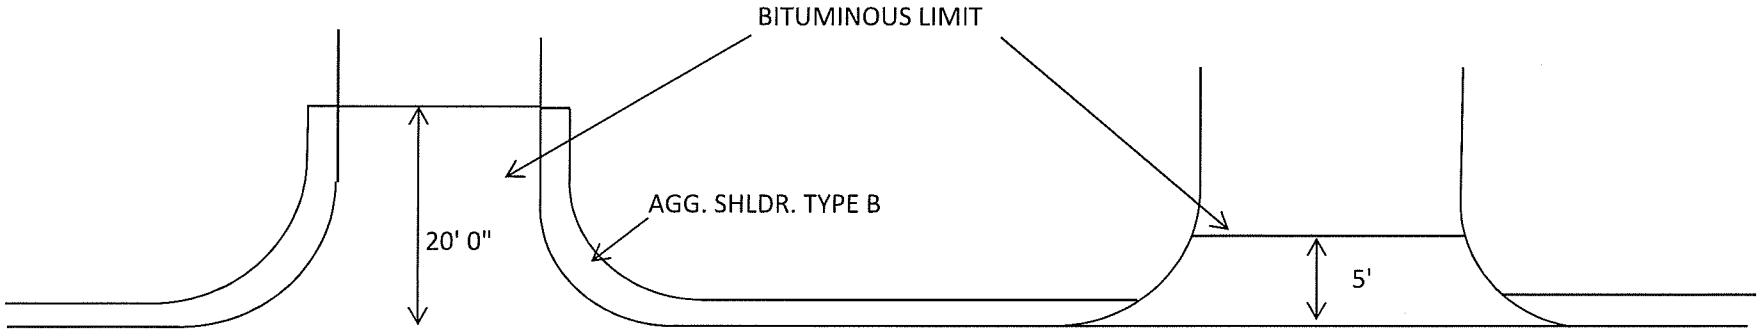 BITUMINOUS LIMIT
AGG. SHLDR. TYPE B
20' 0"
5'